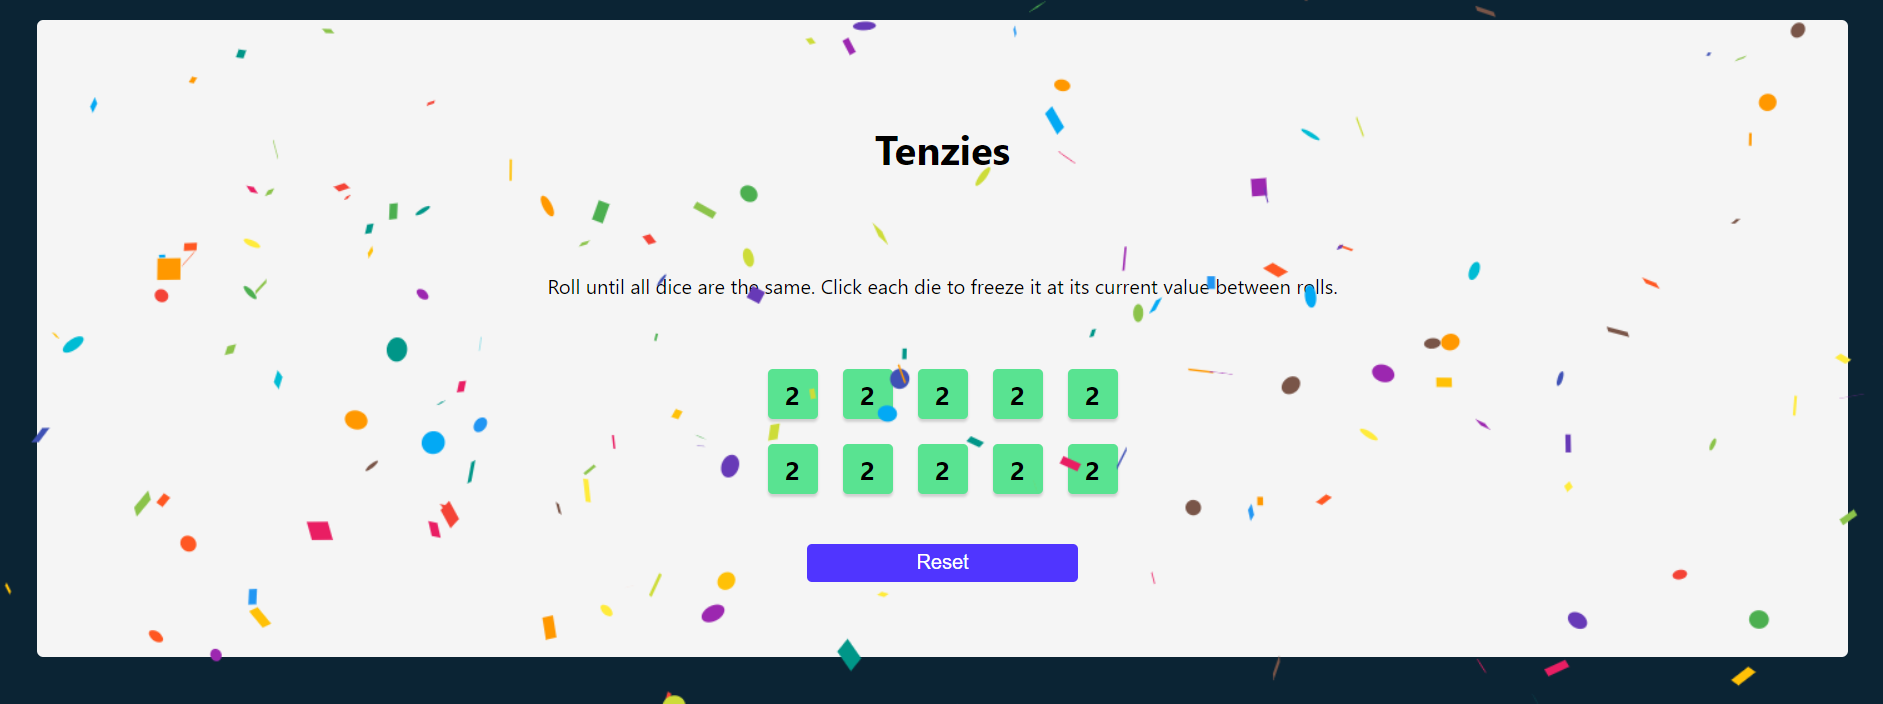 Tenzies
Roll until all dice are the same. Click each die to freeze it at its current value between rolls.
2 2 2 2 2
2 2 2 2 2
Reset